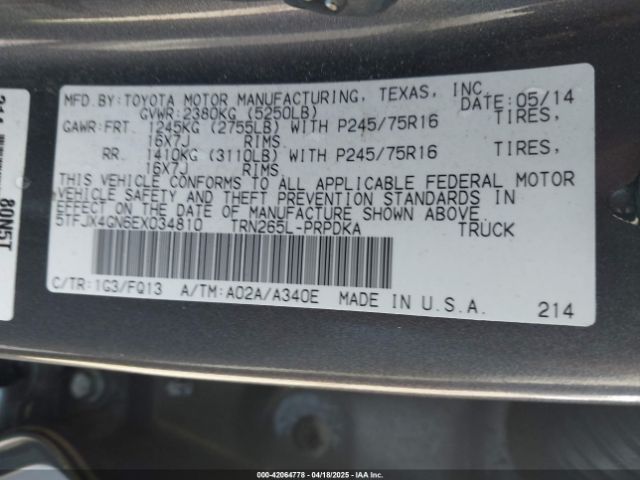 MFD.BY:TOYOTA MOTOR MANUFACTURING, TEXAS, INC.
GVWR:2380KG (5250LB) DATE:05/14
GAWR:FRT. 1245KG (2755LB) WITH P245/75R16 TIRES,
16X7J RIMS
RR. 1410KG (3110LB) WITH P245/75R16 TIRES,
16X7J RIMS
THIS VEHICLE CONFORMS TO ALL APPLICABLE FEDERAL MOTOR
VEHICLE SAFETY AND THEFT PREVENTION STANDARDS IN
EFFECT ON THE DATE OF MANUFACTURE SHOWN ABOVE.
5TFJX4GN6EX034810 TRN265L-PRPDKA TRUCK
C/TR:1G3/FQ13 A/TM:A02A/A340E MADE IN U.S.A.
214
80N5T
000-42064778 - 04/18/2025 - IAA Inc.